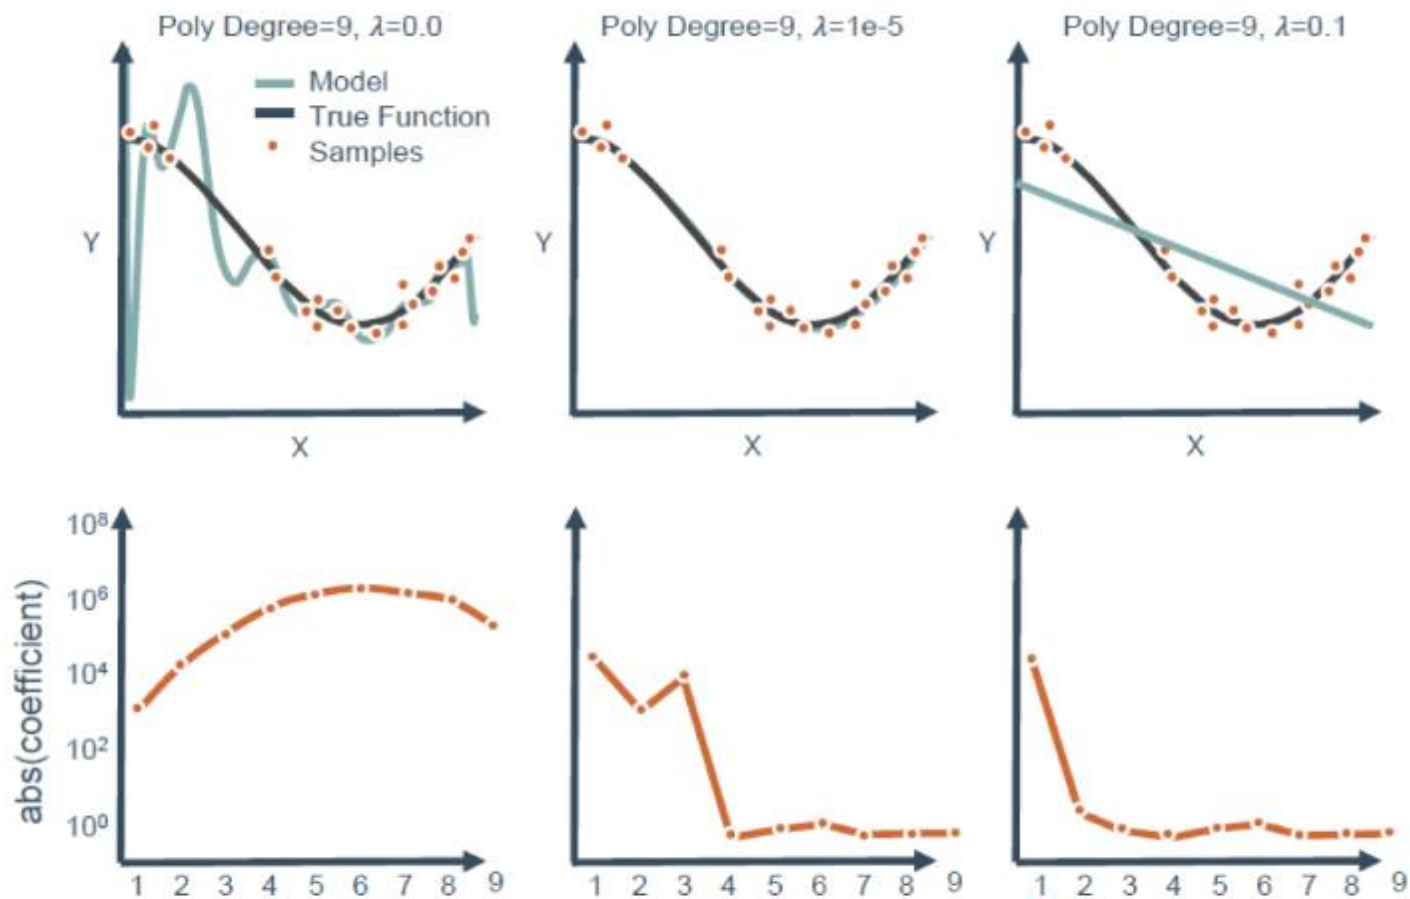 Poly Degree=9, λ=0.0
Poly Degree=9, λ=1e-5
Poly Degree=9, λ=0.1
Model
True Function
Samples
Y
Y
Y
X
X
X
abs(coefficient)
10⁸
10⁶
10⁴
10²
10⁰
1 2 3 4 5 6 7 8 9
1 2 3 4 5 6 7 8 9
1 2 3 4 5 6 7 8 9